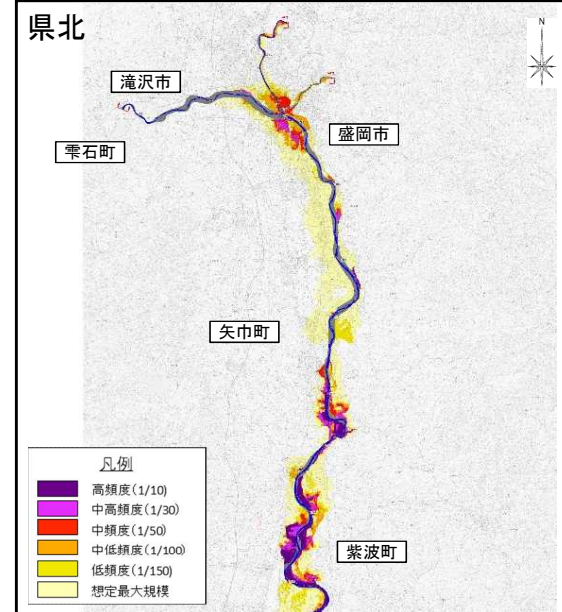 県北
N
滝沢市
盛岡市
雫石町
矢巾町
凡例
高頻度(1/10)
中高頻度(1/30)
中頻度(1/50)
中低頻度(1/100)
低頻度(1/150)
想定最大規模
紫波町